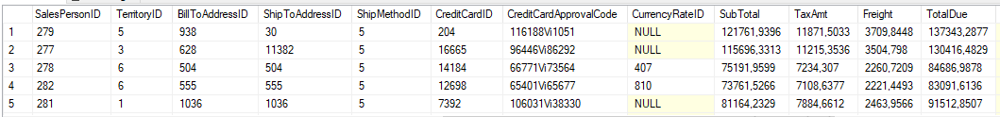 SalesPersonID TerritoryID BillToAddressID ShipToAddressID ShipMethodID CreditCardID CreditCardApprovalCode CurrencyRateID SubTotal TaxAmt Freight TotalDue
1 279 5 938 30 5 204 116188Vi1051 NULL 121761,9396 11871,5033 3709,8448 137343,2877
2 277 3 628 11382 5 16665 96446Vi86292 NULL 115696,3313 11215,3536 3504,798 130416,4829
3 278 6 504 504 5 14184 66771Vi73564 407 75191,9599 7234,307 2260,7209 84686,9878
4 282 6 555 555 5 12698 65401Vi65677 810 73761,5266 7108,6377 2221,4493 83091,6136
5 281 1 1036 1036 5 7392 106031Vi38330 NULL 81164,2329 7884,6612 2463,9566 91512,8507